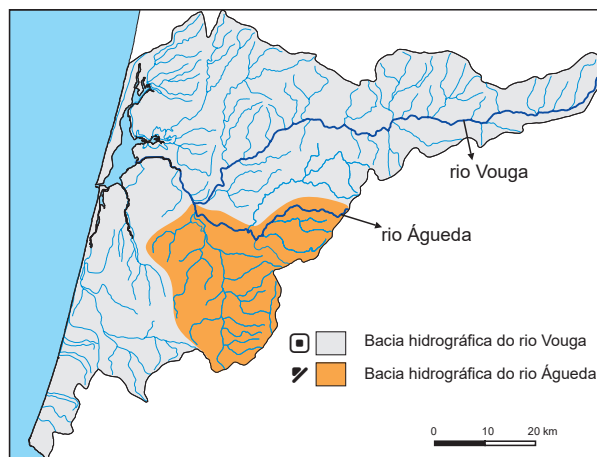 rio Vouga
rio Águeda
Bacia hidrográfica do rio Vouga
Bacia hidrográfica do rio Águeda
0 10 20 km